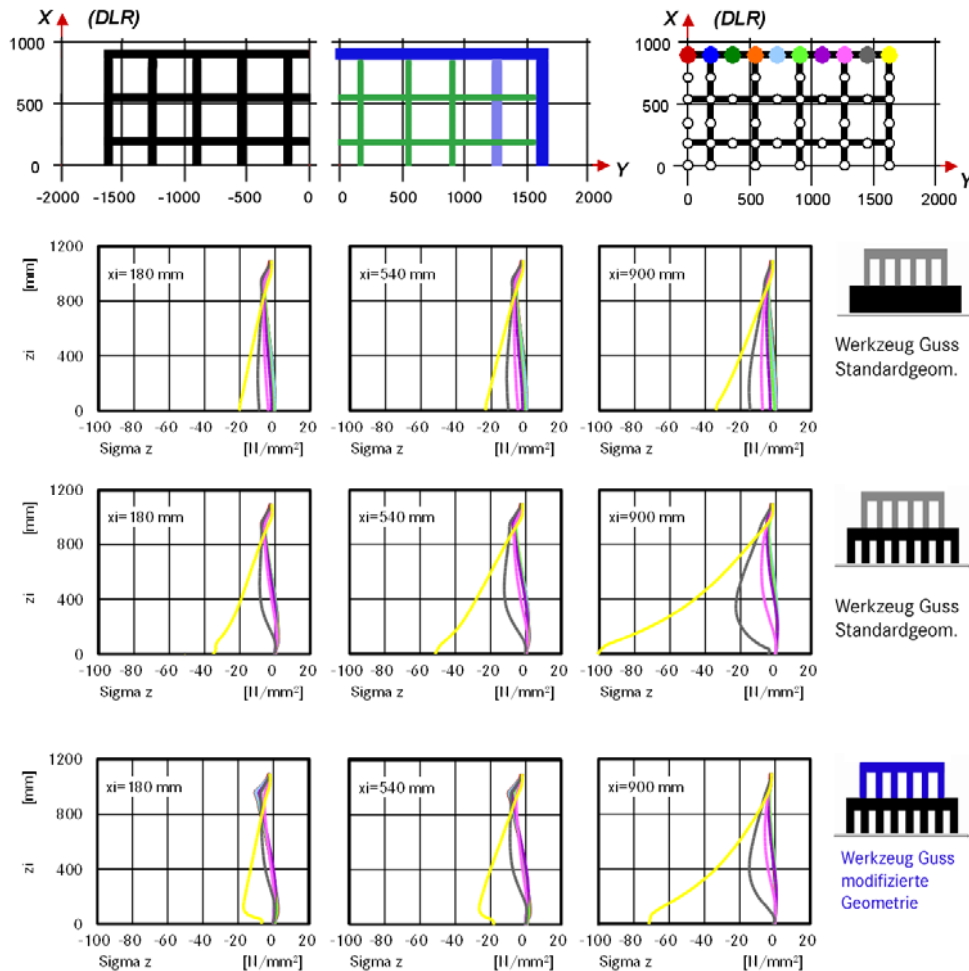 X (DLR)
X (DLR)
1000
500
0
-2000 -1500 -1000 -500 0
0 500 1000 1500 2000
Y
1000
500
0
0 500 1000 1500 2000
Y
1200
800
400
0
[mm]
zi
xi=180 mm
xi=540 mm
xi=900 mm
-100 -80 -60 -40 -20 0 20
-100 -80 -60 -40 -20 0 20
-100 -80 -60 -40 -20 0 20
Sigma z [N/mm²]
Sigma z [N/mm²]
Sigma z [N/mm²]
Werkzeug Guss
Standardgeom.
1200
800
400
0
[mm]
zi
xi=180 mm
xi=540 mm
xi=900 mm
-100 -80 -60 -40 -20 0 20
-100 -80 -60 -40 -20 0 20
-100 -80 -60 -40 -20 0 20
Sigma z [N/mm²]
Sigma z [N/mm²]
Sigma z [N/mm²]
Werkzeug Guss
Standardgeom.
1200
800
400
0
[mm]
zi
xi=180 mm
xi=540 mm
xi=900 mm
-100 -80 -60 -40 -20 0 20
-100 -80 -60 -40 -20 0 20
-100 -80 -60 -40 -20 0 20
Sigma z [N/mm²]
Sigma z [N/mm²]
Sigma z [N/mm²]
Werkzeug Guss
modifizierte
Geometrie